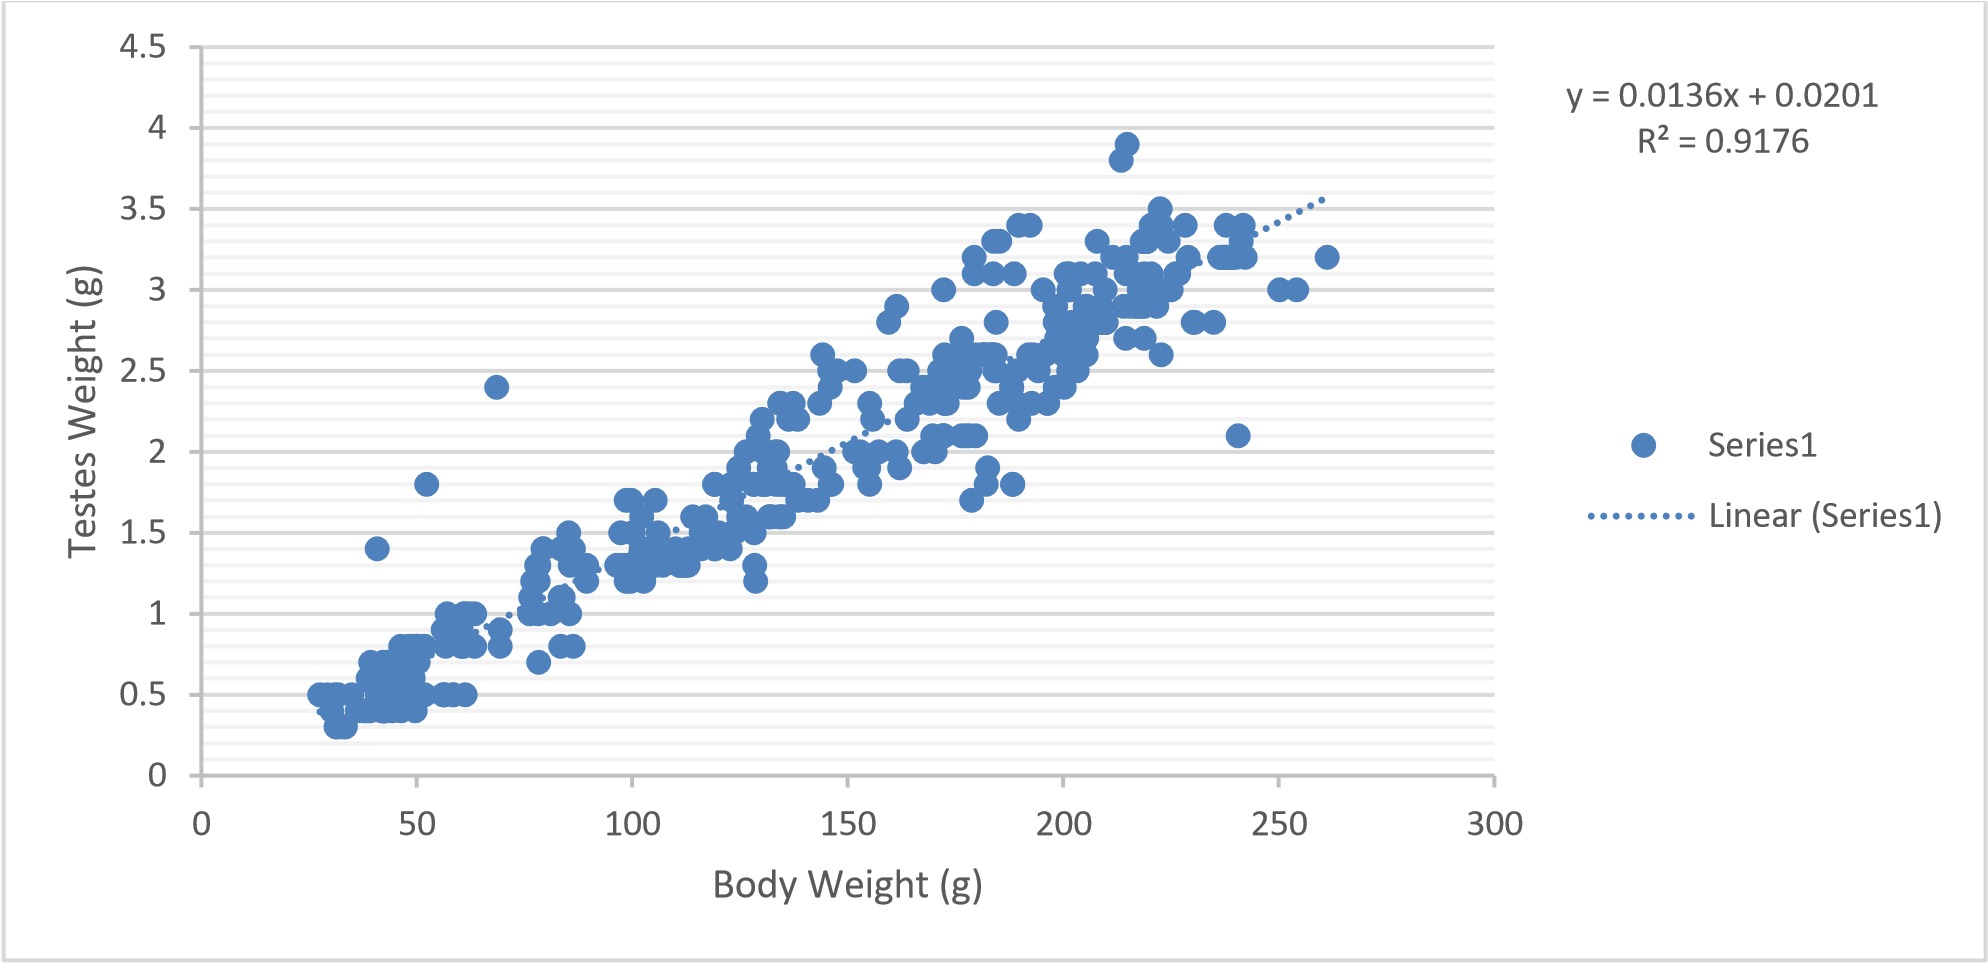 4.5
4
3.5
3
2.5
2
1.5
1
0.5
0
Testes Weight (g)
0 50 100 150 200 250 300
Body Weight (g)
y = 0.0136x + 0.0201
R² = 0.9176
Series1
Linear (Series1)